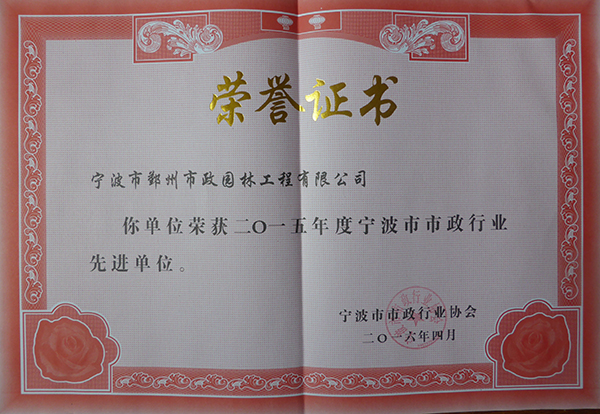 荣誉证书
宁波市鄞州市政园林工程有限公司
你单位荣获二〇一五年度宁波市市政行业
先进单位。
宁波市市政行业协会
二〇一六年四月